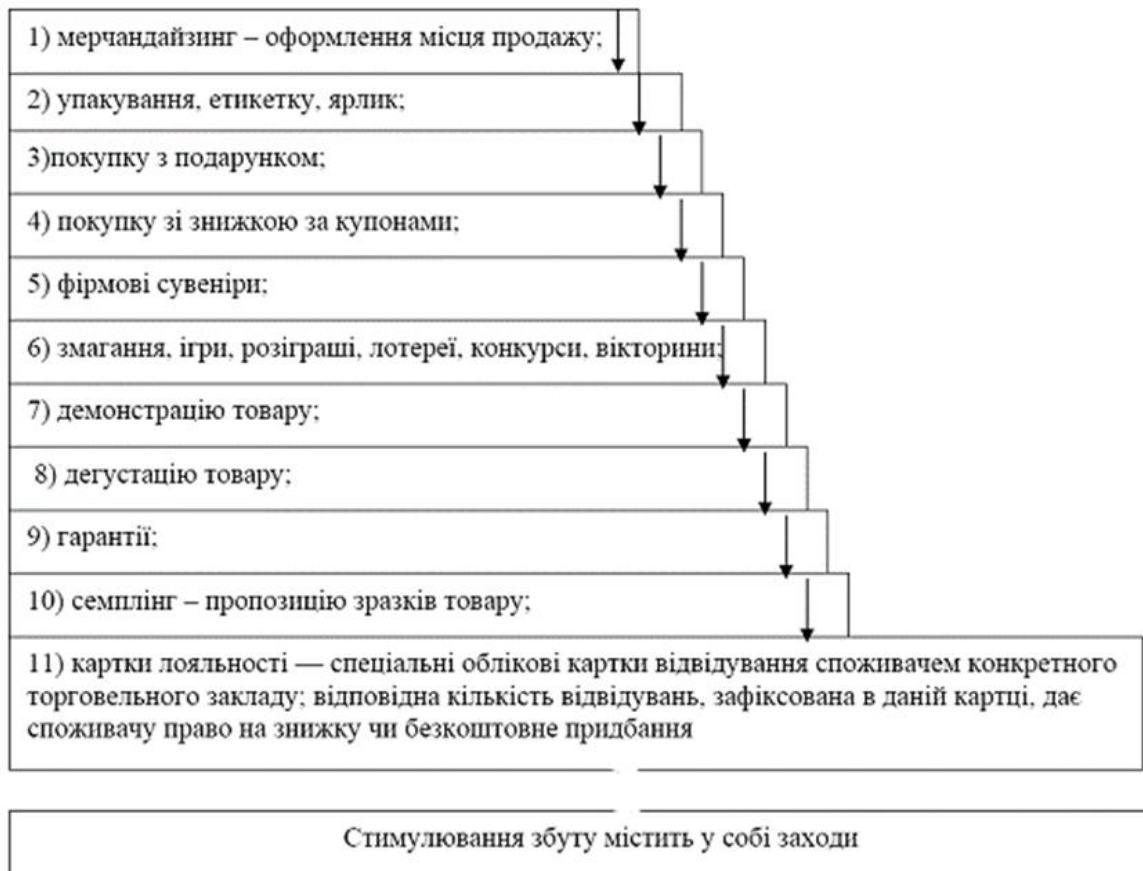 1) мерчандайзинг – оформлення місця продажу;
2) упакування, етикетку, ярлик;
3)покупку з подарунком;
4) покупку зі знижкою за купонами;
5) фірмові сувеніри;
6) змагання, ігри, розіграші, лотереї, конкурси, вікторини;
7) демонстрацію товару;
8) дегустацію товару;
9) гарантії;
10) семплінг – пропозицію зразків товару;
11) картки лояльності — спеціальні облікові картки відвідування споживачем конкретного
торговельного закладу; відповідна кількість відвідувань, зафіксована в даній картці, дає
споживачу право на знижку чи безкоштовне придбання
Стимулювання збуту містить у собі заходи